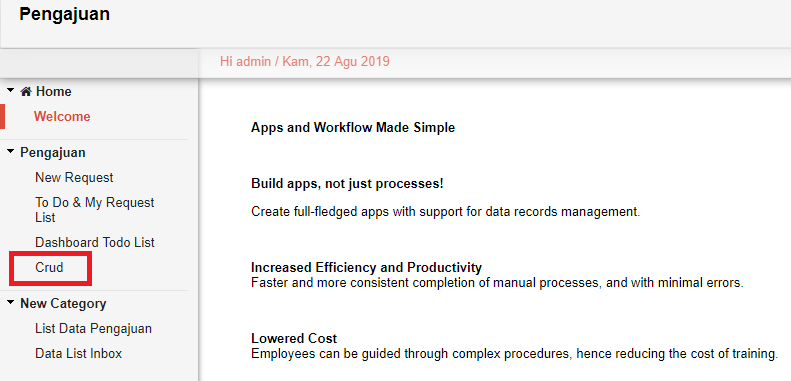 Pengajuan
Hi admin / Kam, 22 Agu 2019
Home
Welcome
Pengajuan
New Request
To Do & My Request
List
Dashboard Todo List
Crud
New Category
List Data Pengajuan
Data List Inbox
Apps and Workflow Made Simple
Build apps, not just processes!
Create full-fledged apps with support for data records management.
Increased Efficiency and Productivity
Faster and more consistent completion of manual processes, and with minimal errors.
Lowered Cost
Employees can be guided through complex procedures, hence reducing the cost of training.